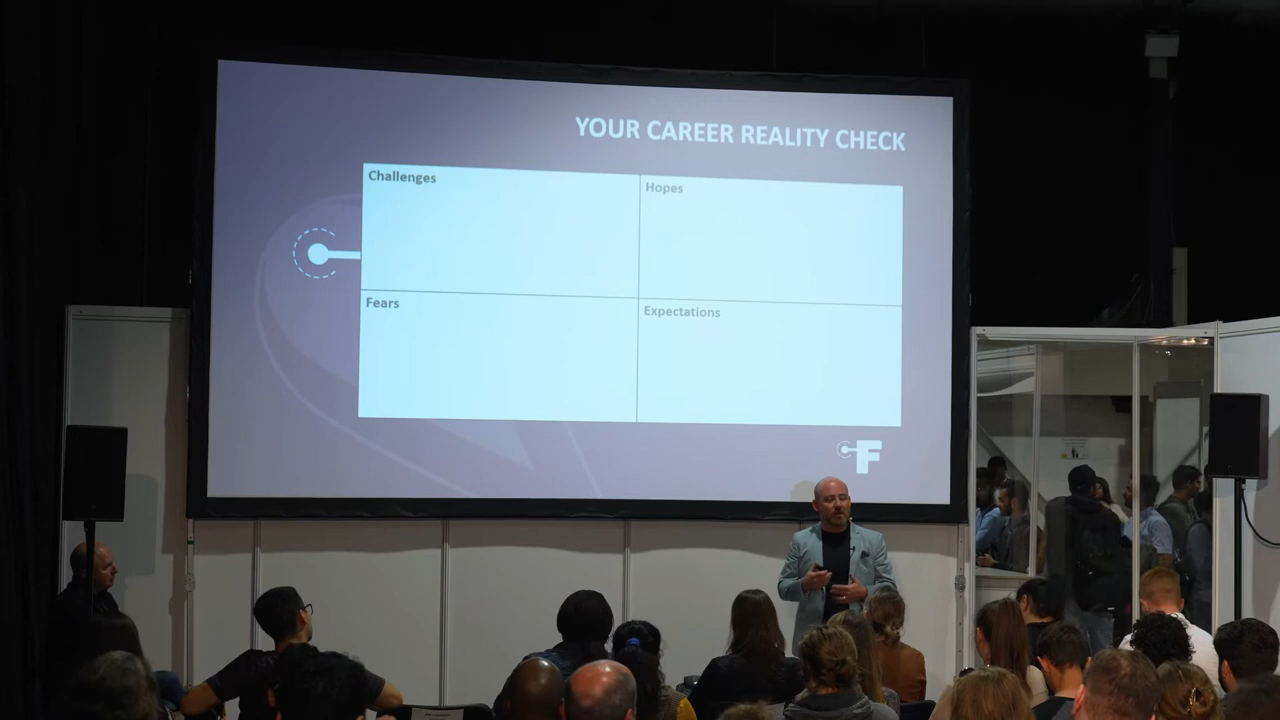 YOUR CAREER REALITY CHECK
Challenges
Hopes
Fears
Expectations
F